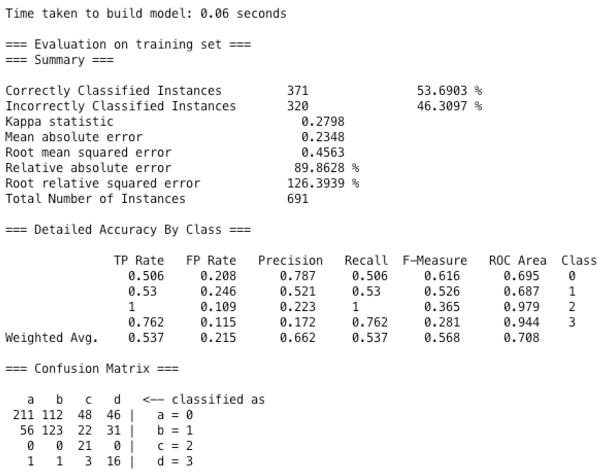 Time taken to build model: 0.06 seconds
=== Evaluation on training set ===
=== Summary ===
Correctly Classified Instances 371 53.6903 %
Incorrectly Classified Instances 320 46.3097 %
Kappa statistic 0.2798
Mean absolute error 0.2348
Root mean squared error 0.4563
Relative absolute error 89.8628 %
Root relative squared error 126.3939 %
Total Number of Instances 691
=== Detailed Accuracy By Class ===
TP Rate FP Rate Precision Recall F-Measure ROC Area Class
0.506 0.208 0.787 0.506 0.616 0.695 0
0.53 0.246 0.521 0.53 0.526 0.687 1
1 0.109 0.223 1 0.365 0.979 2
0.762 0.115 0.172 0.762 0.281 0.944 3
Weighted Avg. 0.537 0.215 0.662 0.537 0.568 0.708
=== Confusion Matrix ===
a b c d <-- classified as
211 112 48 46 | a = 0
56 123 22 31 | b = 1
0 0 21 0 | c = 2
1 1 3 16 | d = 3